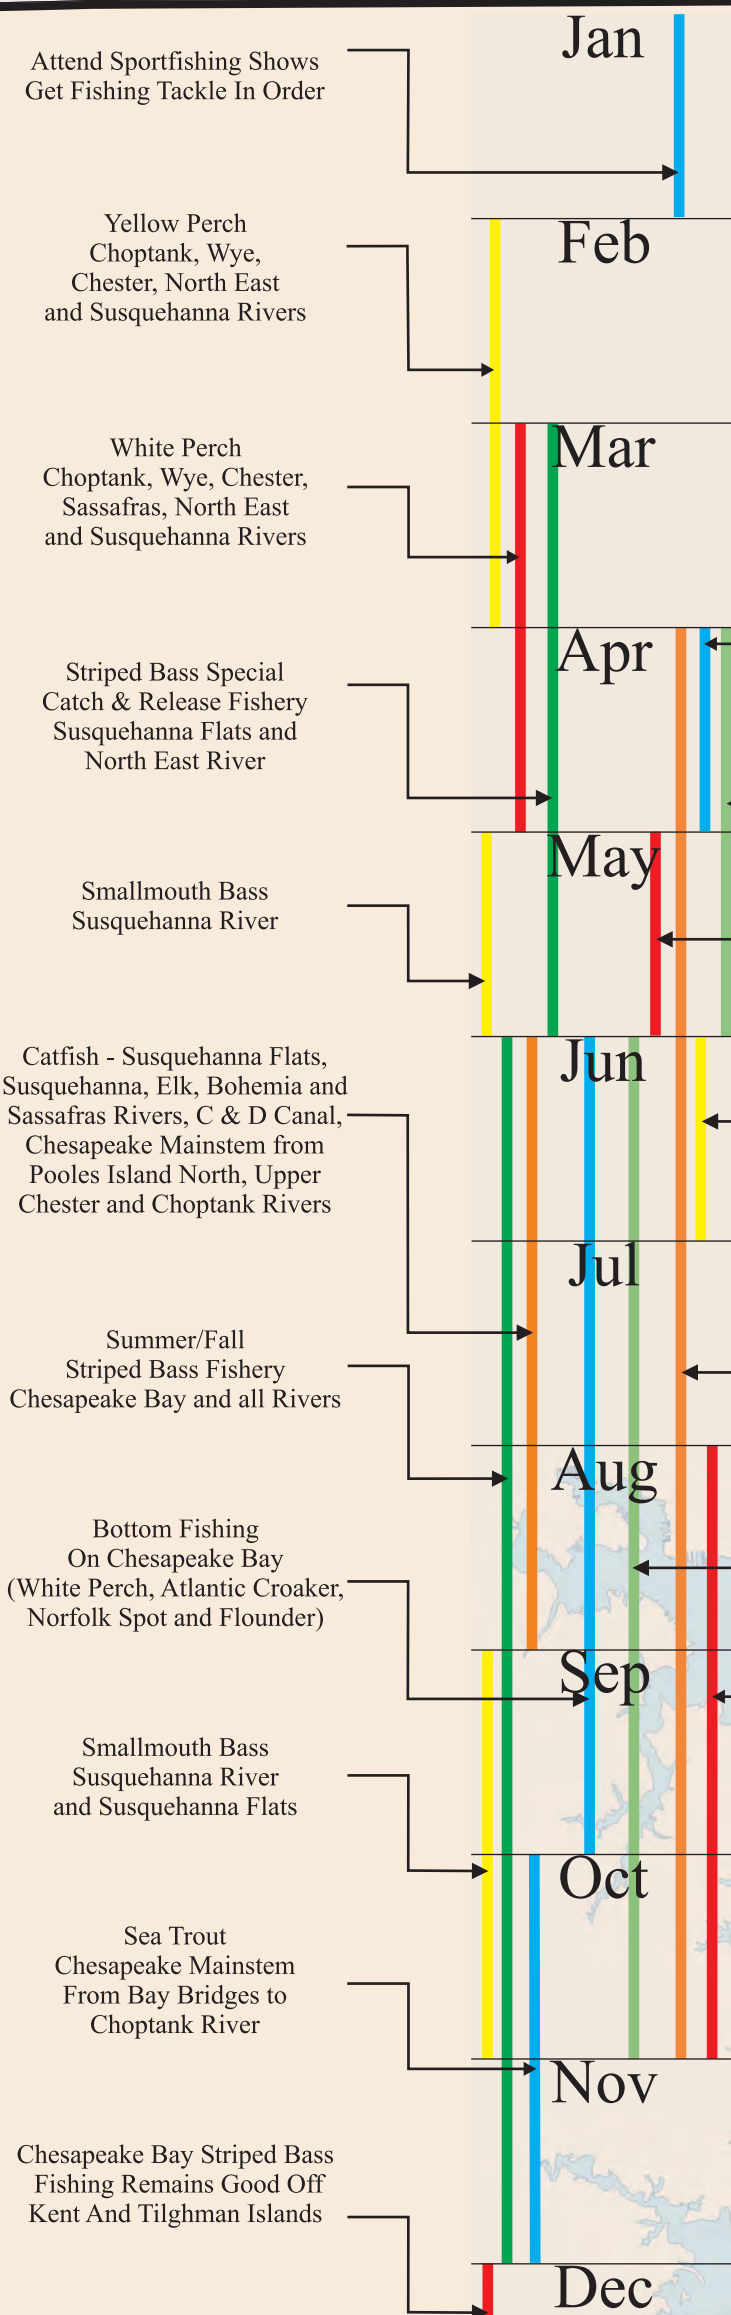 Jan
Attend Sportfishing Shows
Get Fishing Tackle In Order
Yellow Perch
Choptank, Wye,
Chester, North East
and Susquehanna Rivers
Feb
White Perch
Choptank, Wye, Chester,
Sassafras, North East
and Susquehanna Rivers
Mar
Striped Bass Special
Catch & Release Fishery
Susquehanna Flats and
North East River
Apr
Smallmouth Bass
Susquehanna River
May
Catfish - Susquehanna Flats,
Susquehanna, Elk, Bohemia and
Sassafras Rivers, C & D Canal,
Chesapeake Mainstem from
Pooles Island North, Upper
Chester and Choptank Rivers
Jun
Jul
Summer/Fall
Striped Bass Fishery
Chesapeake Bay and all Rivers
Aug
Bottom Fishing
On Chesapeake Bay
(White Perch, Atlantic Croaker,
Norfolk Spot and Flounder)
Sep
Smallmouth Bass
Susquehanna River
and Susquehanna Flats
Oct
Sea Trout
Chesapeake Mainstem
From Bay Bridges to
Choptank River
Nov
Chesapeake Bay Striped Bass
Fishing Remains Good Off
Kent And Tilghman Islands
Dec